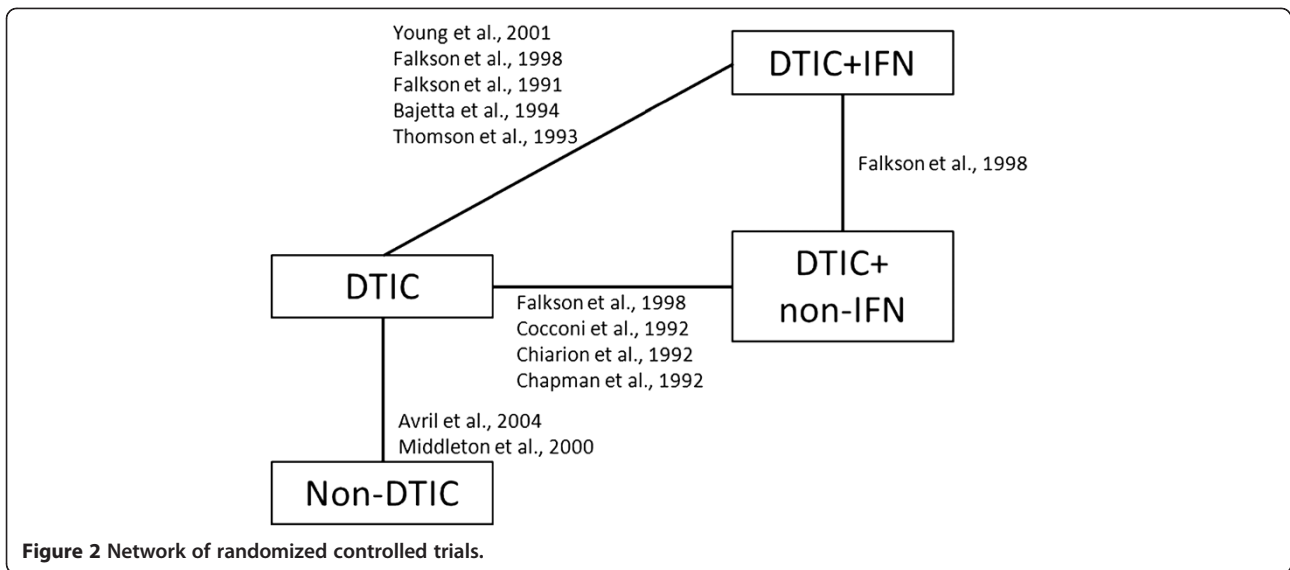 Young et al., 2001
Falkson et al., 1998
Falkson et al., 1991
Bajetta et al., 1994
Thomson et al., 1993
DTIC+IFN
Falkson et al., 1998
DTIC
DTIC+
non-IFN
Falkson et al., 1998
Cocconi et al., 1992
Chiarion et al., 1992
Chapman et al., 1992
Avril et al., 2004
Middleton et al., 2000
Non-DTIC
Figure 2 Network of randomized controlled trials.